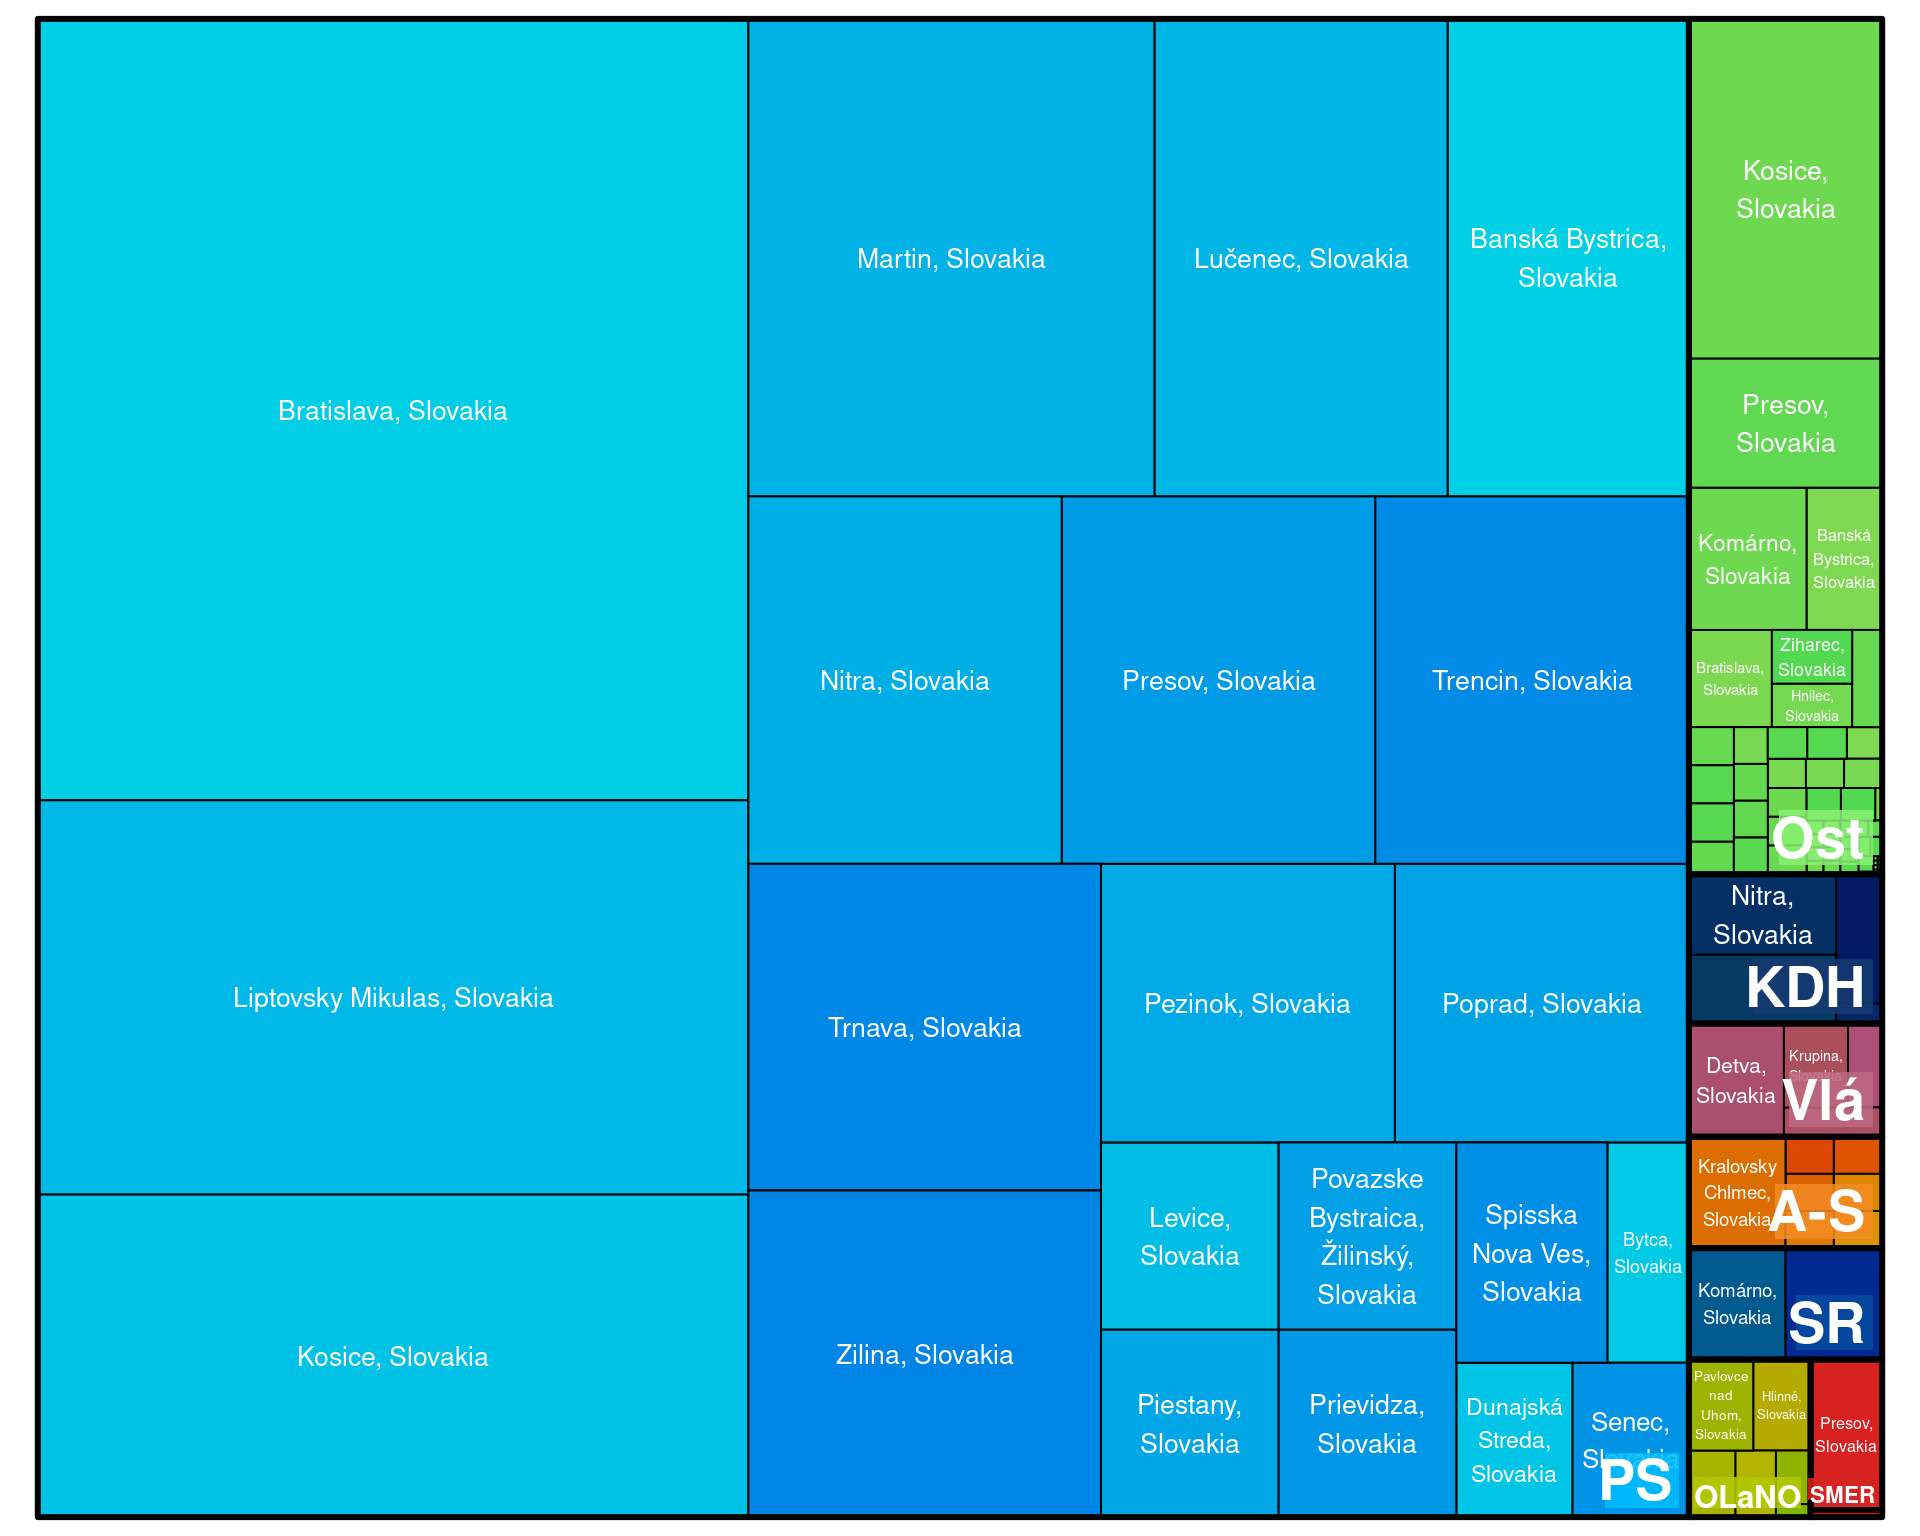 Bratislava, Slovakia
Liptovsky Mikulas, Slovakia
Kosice, Slovakia
Martin, Slovakia
Lučenec, Slovakia
Banská Bystrica,
Slovakia
Nitra, Slovakia
Presov, Slovakia
Trencin, Slovakia
Trnava, Slovakia
Zilina, Slovakia
Pezinok, Slovakia
Poprad, Slovakia
Levice,
Slovakia
Povazske
Bystraica,
Žilinský,
Slovakia
Spisska
Nova Ves,
Slovakia
Bytca,
Slovakia
Piestany,
Slovakia
Prievidza,
Slovakia
Dunajská
Streda,
Slovakia
Senec,
Slovakia
PS
Kosice,
Slovakia
Presov,
Slovakia
Komárno,
Slovakia
Banská
Bystrica,
Slovakia
Bratislava,
Slovakia
Ziharec,
Slovakia
Hnilec,
Slovakia
Ost
Nitra,
Slovakia
KDH
Detva,
Slovakia
Krupina,
Slovakia
Vlá
Kralovsky
Chlmec,
Slovakia
A-S
Komárno,
Slovakia
SR
Pavlovce
nad
Uhom,
Slovakia
Hlinné,
Slovakia
OLaNO
Presov,
Slovakia
SMER